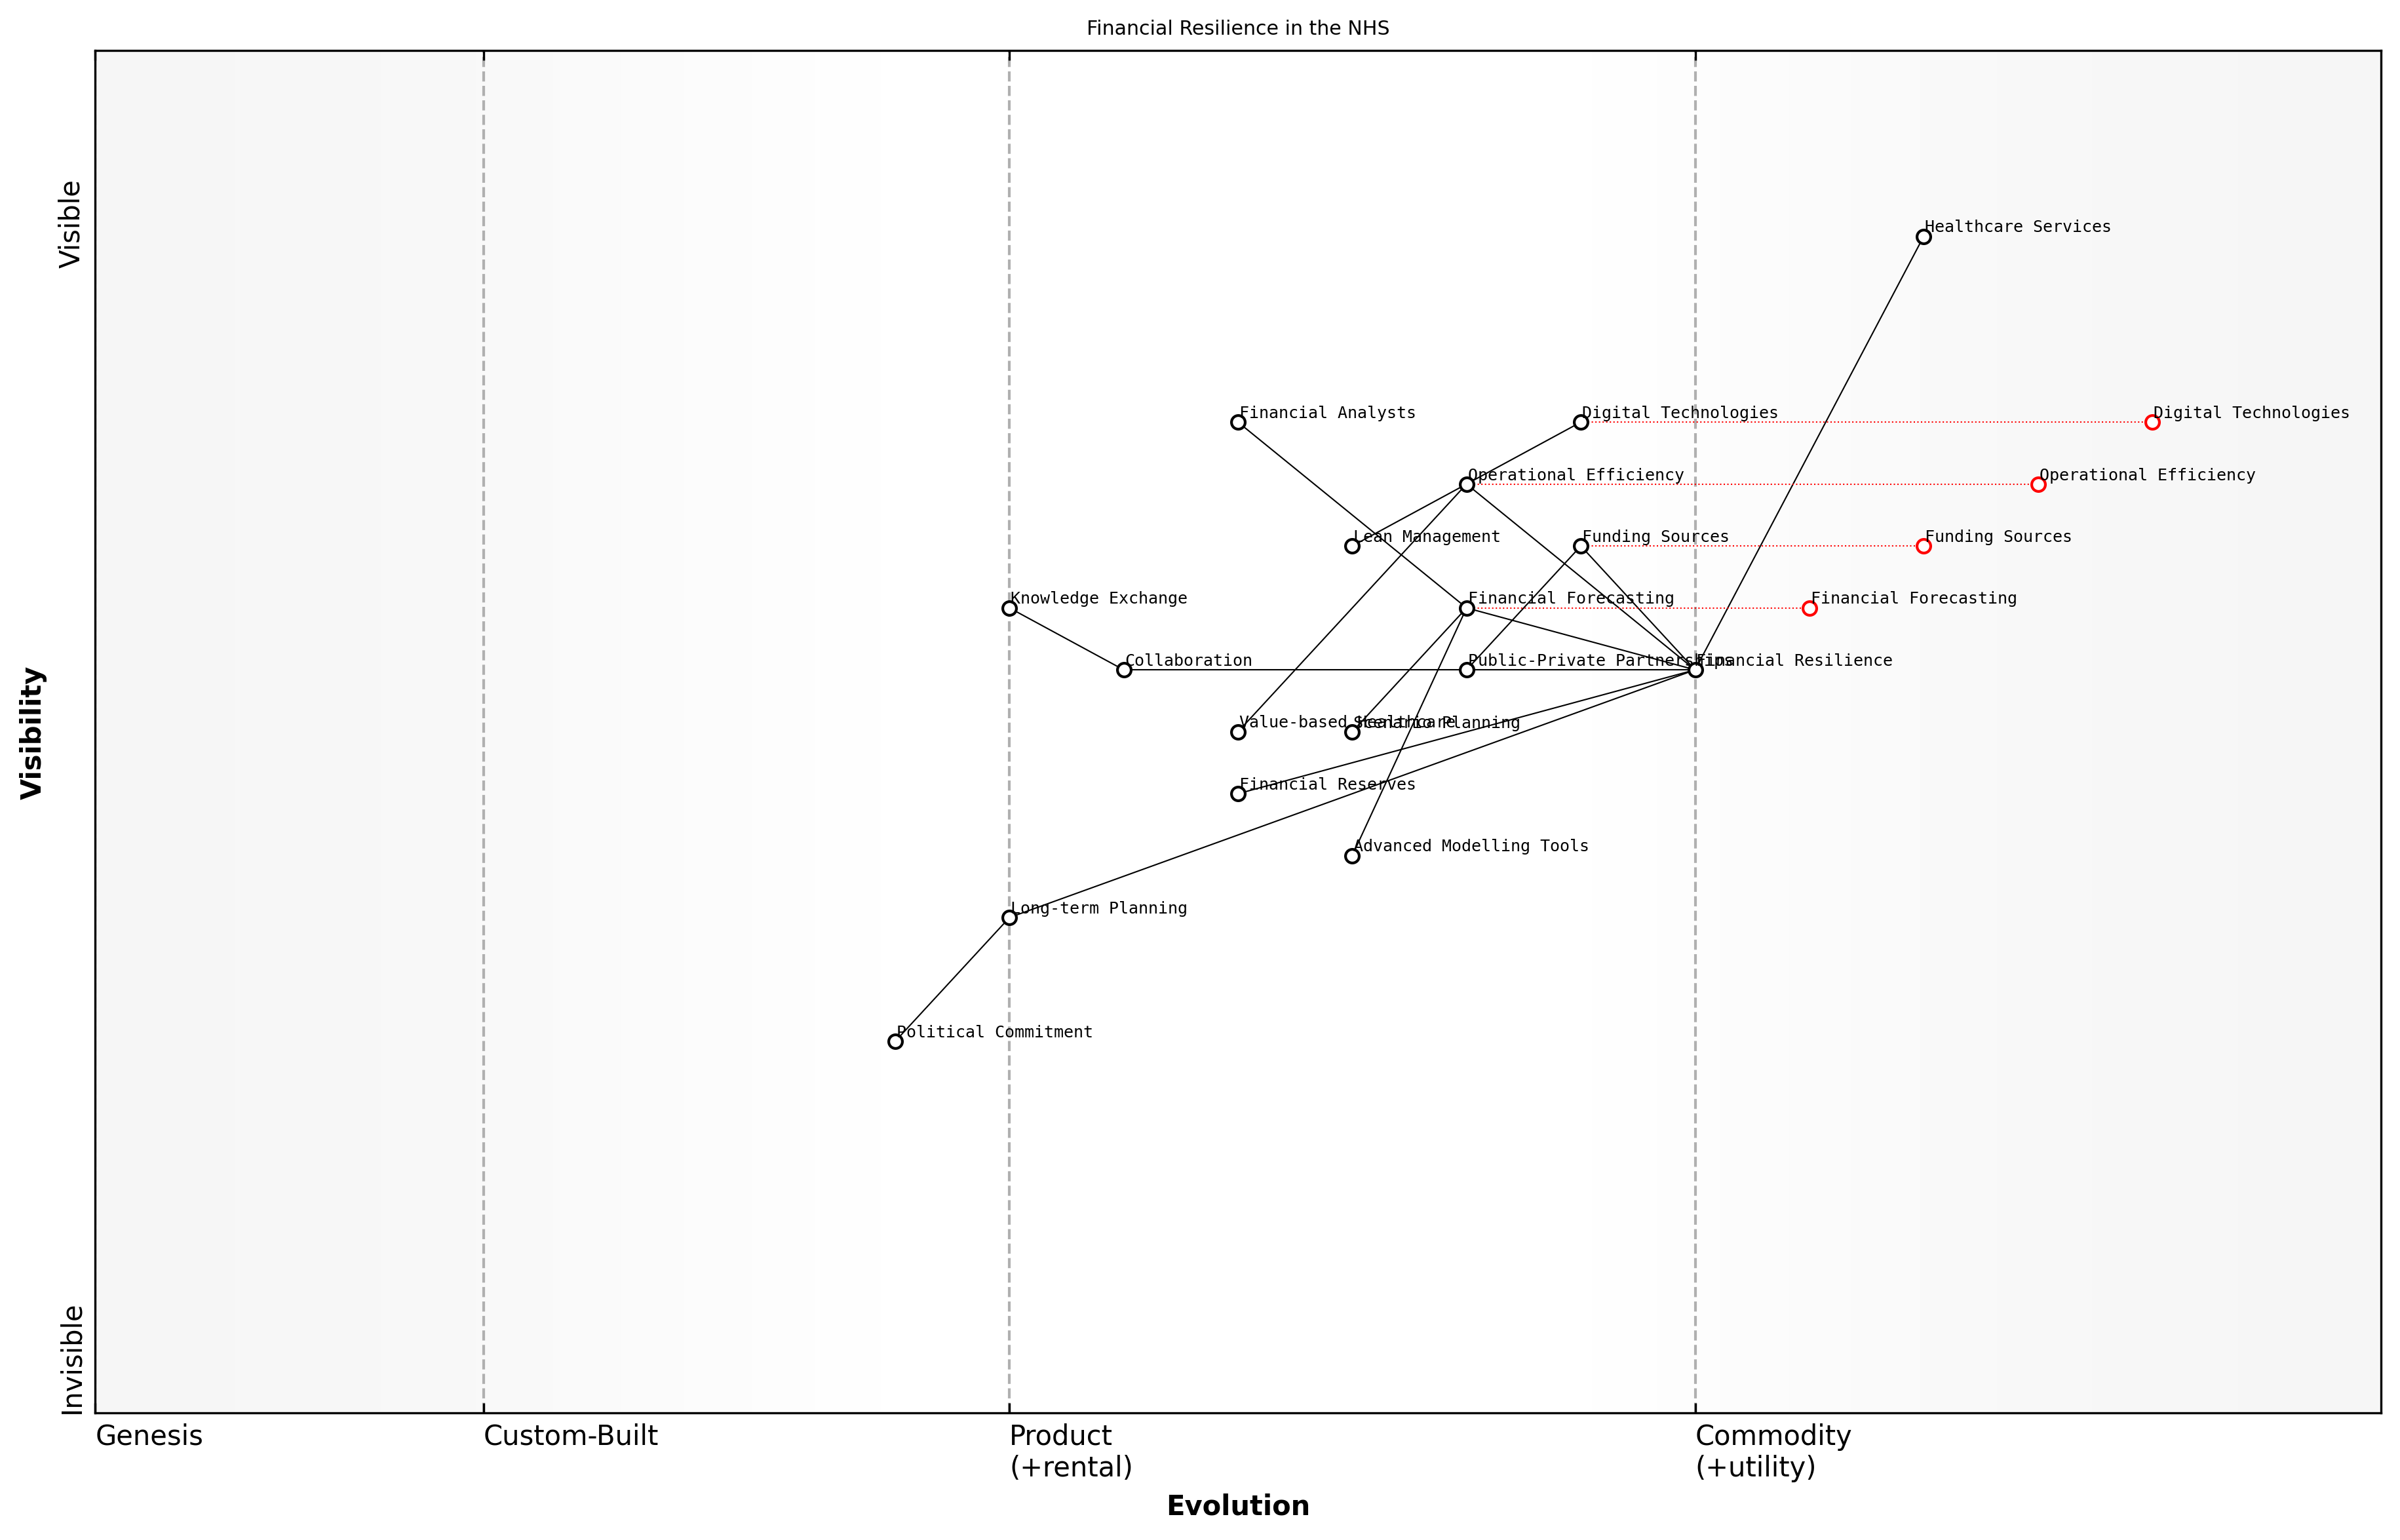 Financial Resilience in the NHS
Visible
Healthcare Services
Financial Analysts
Digital Technologies
Digital Technologies
Operational Efficiency
Operational Efficiency
Lean Management
Funding Sources
Funding Sources
Knowledge Exchange
Financial Forecasting
Financial Forecasting
Collaboration
Public-Private Partnerships
Financial Resilience
Value-based Healthcare
Scenario Planning
Financial Reserves
Advanced Modelling Tools
Long-term Planning
Political Commitment
Visibility
Invisible
Genesis
Custom-Built
Product
(+rental)
Commodity
(+utility)
Evolution